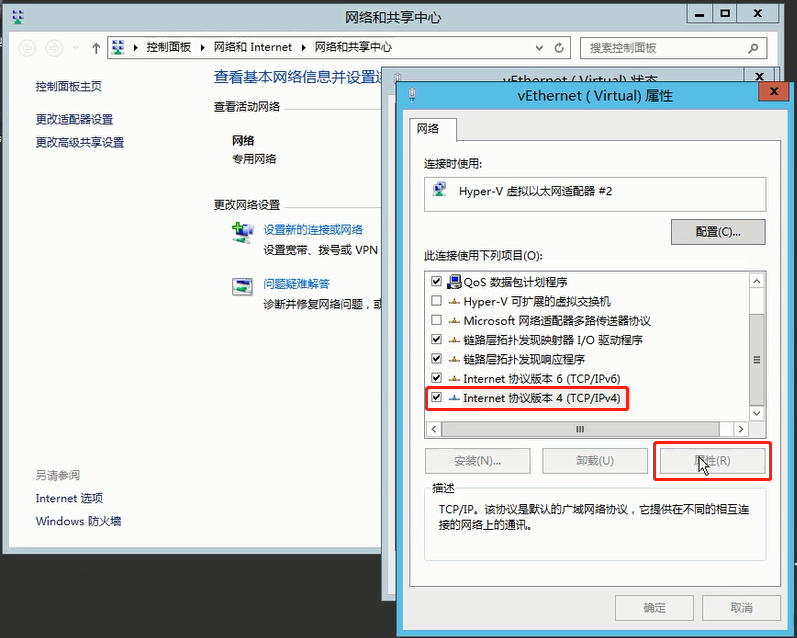 网络和共享中心
控制面板 网络和 Internet 网络和共享中心
搜索控制面板
控制面板主页
更改适配器设置
更改高级共享设置
查看基本网络信息并设置
查看活动网络
网络
专用网络
更改网络设置
设置新的连接或网络
设置宽带、拨号或 VPN
问题疑难解答
诊断并修复网络问题，或
另请参阅
Internet 选项
Windows 防火墙
vEthernet ( Virtual) 状态
vEthernet ( Virtual) 属性
网络
连接时使用:
Hyper-V 虚拟以太网适配器 #2
配置(C)...
此连接使用下列项目(O):
QoS 数据包计划程序
Hyper-V 可扩展的虚拟交换机
Microsoft 网络适配器多路传送器协议
链路层拓扑发现映射器 I/O 驱动程序
链路层拓扑发现响应程序
Internet 协议版本 6 (TCP/IPv6)
Internet 协议版本 4 (TCP/IPv4)
安装(N)...
卸载(U)
属性(R)
描述
TCP/IP。该协议是默认的广域网络协议，它提供在不同的相互连
接的网络上的通讯。
确定
取消